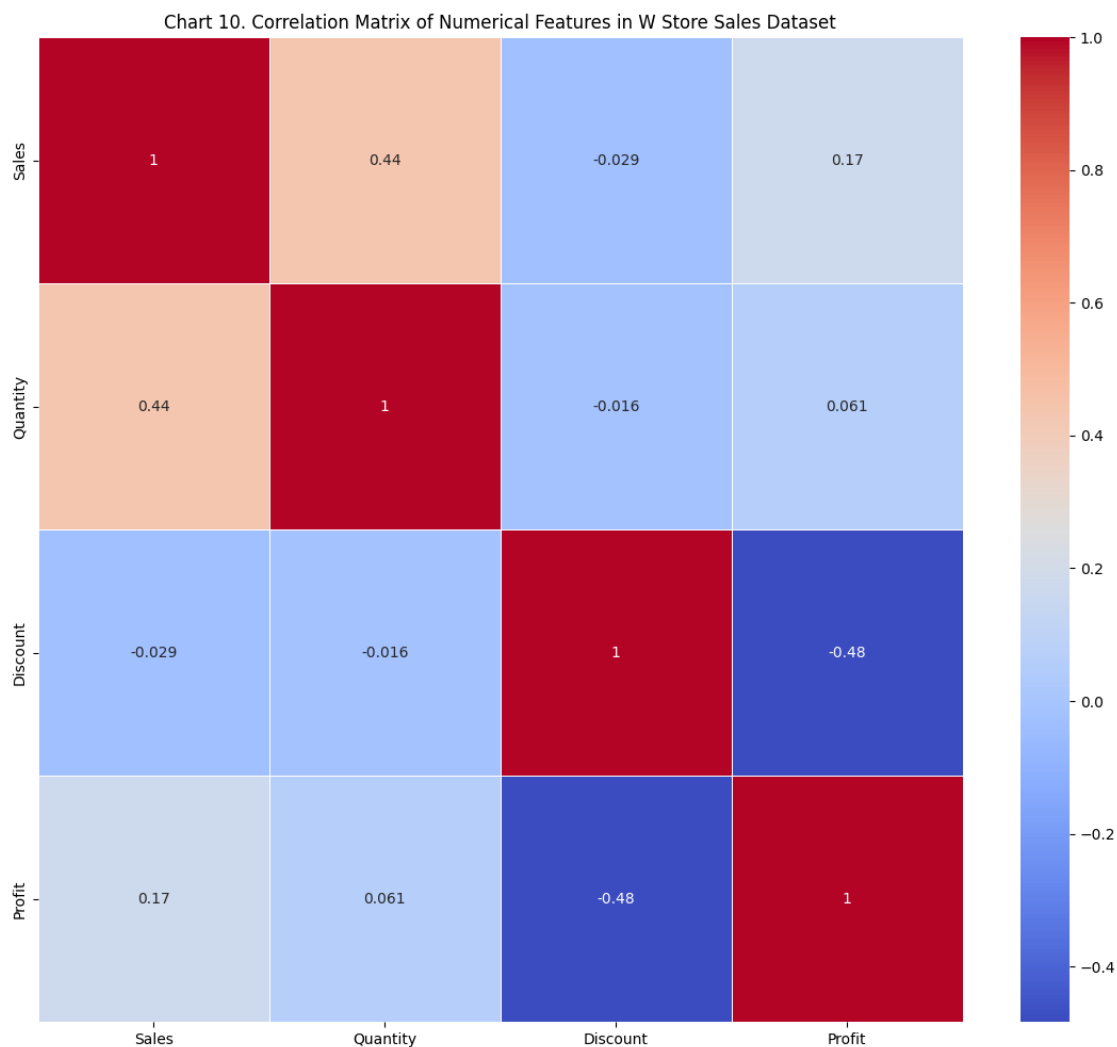 Chart 10. Correlation Matrix of Numerical Features in W Store Sales Dataset
Sales
1
0.44
-0.029
0.17
Quantity
0.44
1
-0.016
0.061
Discount
-0.029
-0.016
1
-0.48
Profit
0.17
0.061
-0.48
1
Sales
Quantity
Discount
Profit
1.0
0.8
0.6
0.4
0.2
0.0
−0.2
−0.4